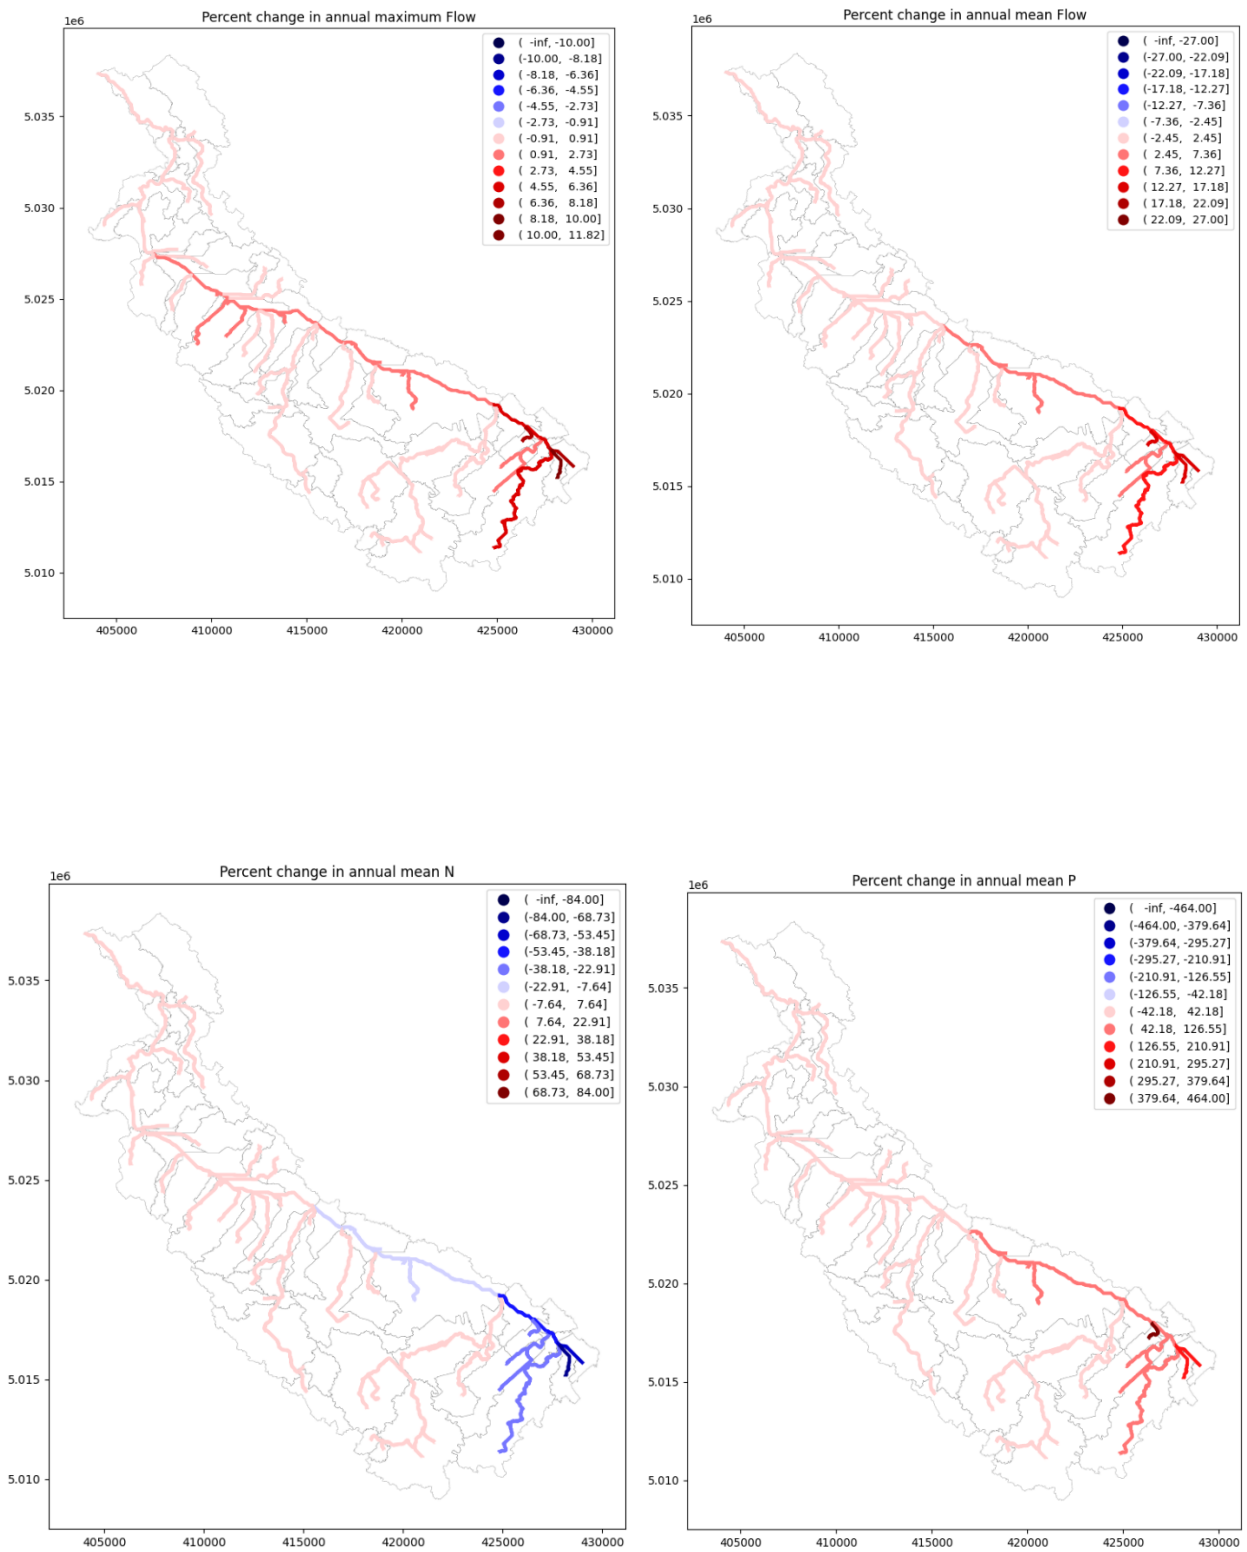 Percent change in annual maximum Flow
1e6
( -inf, -10.00]
(-10.00, -8.18]
(-8.18, -6.36]
(-6.36, -4.55]
(-4.55, -2.73]
(-2.73, -0.91]
(-0.91, 0.91]
( 0.91, 2.73]
( 2.73, 4.55]
( 4.55, 6.36]
( 6.36, 8.18]
( 8.18, 10.00]
( 10.00, 11.82]
5.035
5.030
5.025
5.020
5.015
5.010
405000 410000 415000 420000 425000 430000
Percent change in annual mean Flow
1e6
( -inf, -27.00]
(-27.00, -22.09]
(-22.09, -17.18]
(-17.18, -12.27]
(-12.27, -7.36]
(-7.36, -2.45]
(-2.45, 2.45]
( 2.45, 7.36]
( 7.36, 12.27]
( 12.27, 17.18]
( 17.18, 22.09]
( 22.09, 27.00]
5.035
5.030
5.025
5.020
5.015
5.010
405000 410000 415000 420000 425000 430000
Percent change in annual mean N
1e6
( -inf, -84.00]
(-84.00, -68.73]
(-68.73, -53.45]
(-53.45, -38.18]
(-38.18, -22.91]
(-22.91, -7.64]
( -7.64, 7.64]
( 7.64, 22.91]
( 22.91, 38.18]
( 38.18, 53.45]
( 53.45, 68.73]
( 68.73, 84.00]
5.035
5.030
5.025
5.020
5.015
5.010
405000 410000 415000 420000 425000 430000
Percent change in annual mean P
1e6
( -inf, -464.00]
(-464.00, -379.64]
(-379.64, -295.27]
(-295.27, -210.91]
(-210.91, -126.55]
(-126.55, -42.18]
( -42.18, 42.18]
( 42.18, 126.55]
( 126.55, 210.91]
( 210.91, 295.27]
( 295.27, 379.64]
( 379.64, 464.00]
5.035
5.030
5.025
5.020
5.015
5.010
405000 410000 415000 420000 425000 430000